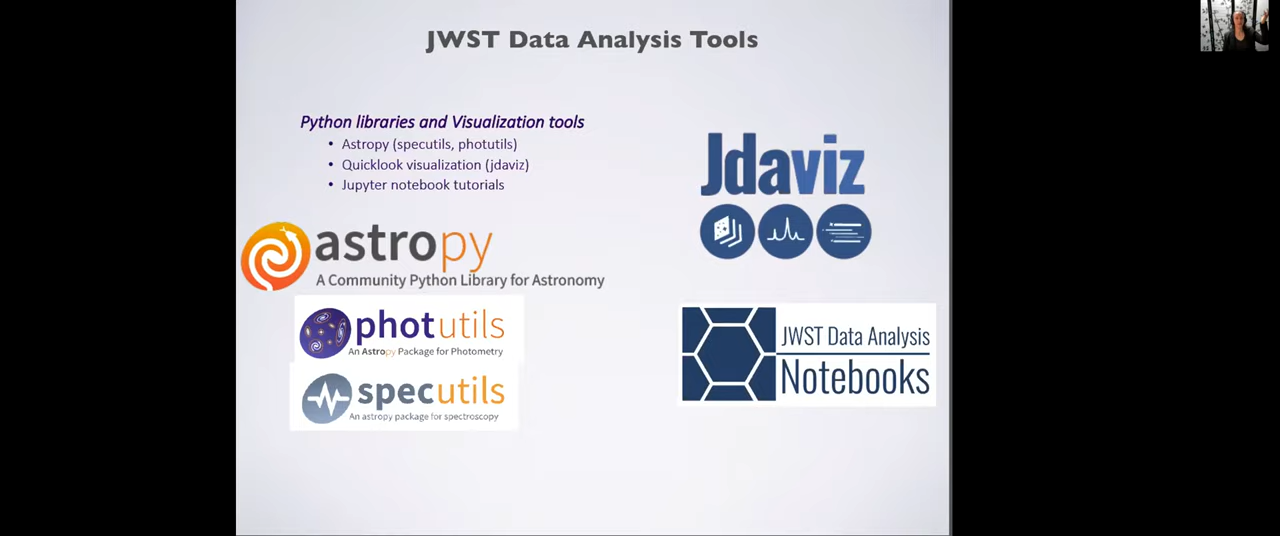 JWST Data Analysis Tools
Python libraries and Visualization tools
• Astropy (specutils, photutils)
• Quicklook visualization (jdaviz)
• Jupyter notebook tutorials
Jdaviz
astropy
A Community Python Library for Astronomy
photutils
An Astropy Package for Photometry
specutils
An astropy package for spectroscopy
JWST Data Analysis
Notebooks